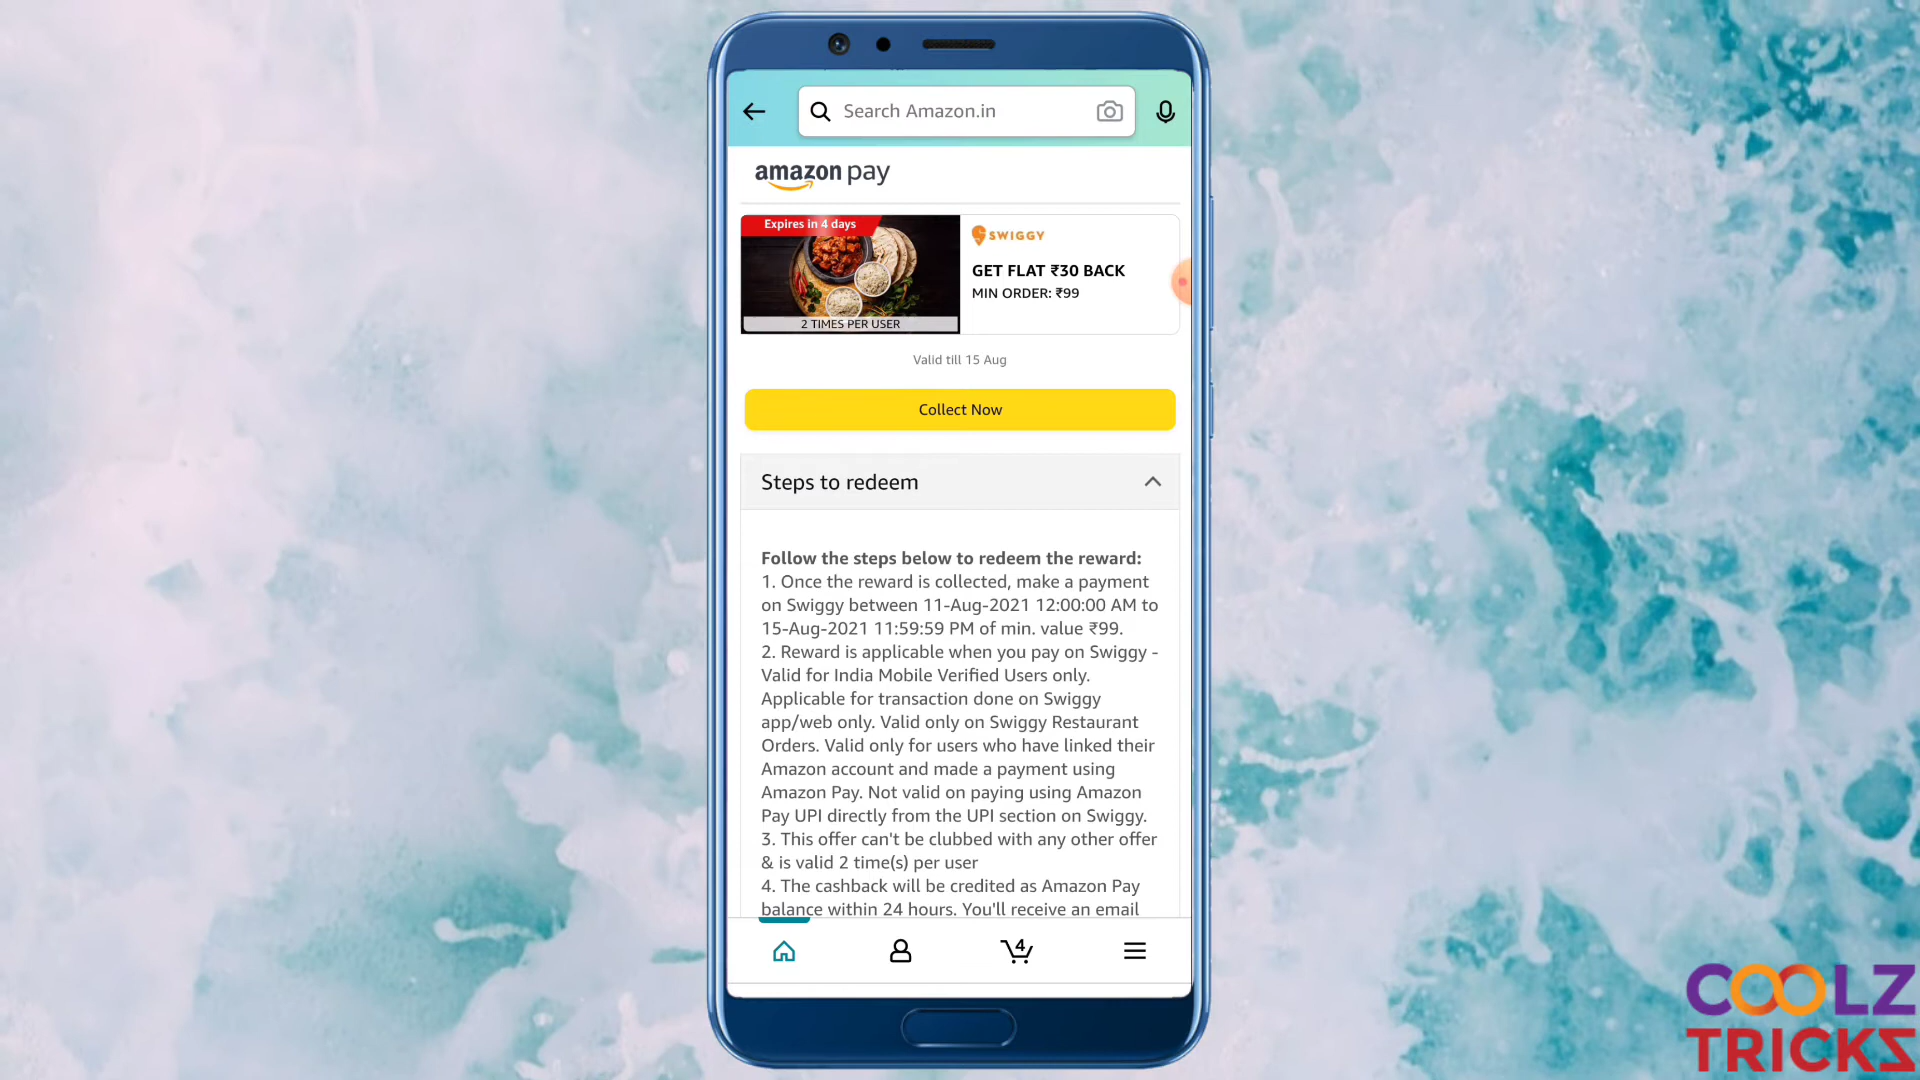 Search Amazon.in
amazon pay
Expires in 4 days
2 TIMES PER USER
SWIGGY
GET FLAT ₹30 BACK
MIN ORDER: ₹99
Valid till 15 Aug
Collect Now
Steps to redeem
Follow the steps below to redeem the reward:
1. Once the reward is collected, make a payment
on Swiggy between 11-Aug-2021 12:00:00 AM to
15-Aug-2021 11:59:59 PM of min. value ₹99.
2. Reward is applicable when you pay on Swiggy -
Valid for India Mobile Verified Users only.
Applicable for transaction done on Swiggy
app/web only. Valid only on Swiggy Restaurant
Orders. Valid only for users who have linked their
Amazon account and made a payment using
Amazon Pay. Not valid on paying using Amazon
Pay UPI directly from the UPI section on Swiggy.
3. This offer can't be clubbed with any other offer
& is valid 2 time(s) per user
4. The cashback will be credited as Amazon Pay
balance within 24 hours. You'll receive an email
4
COOLZ
TRICKS